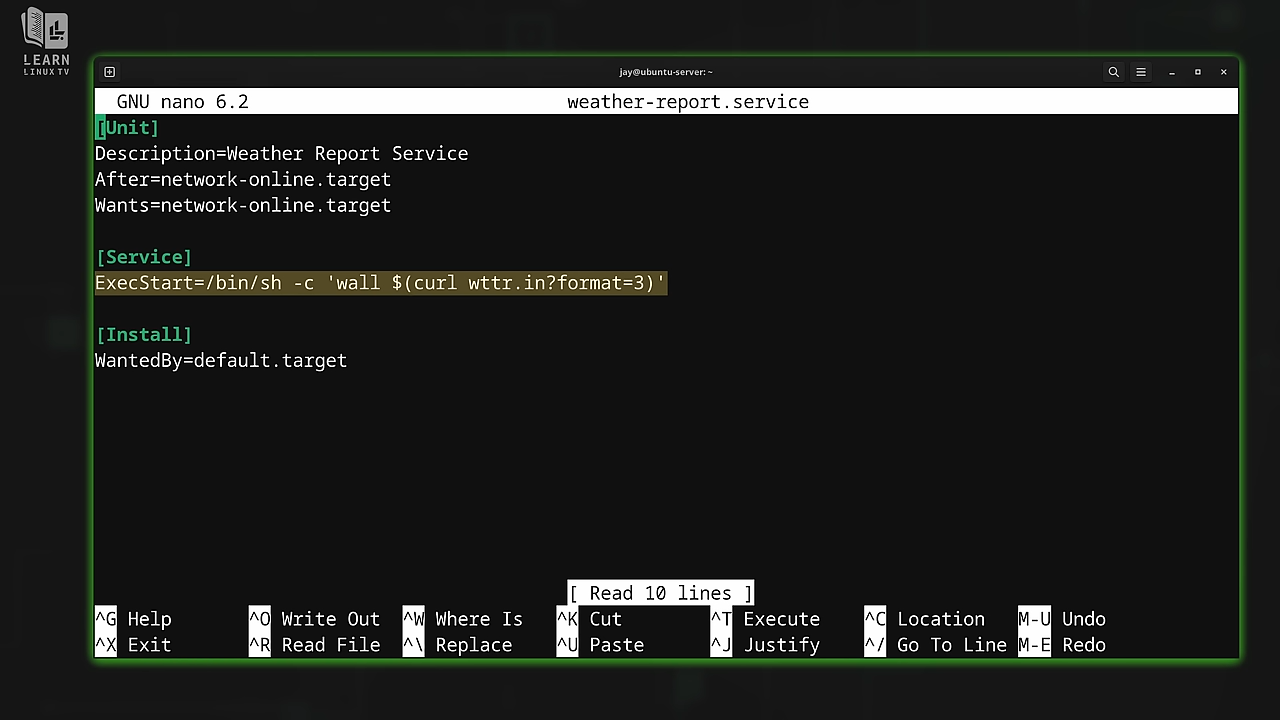 LEARN
LINUX TV
jay@ubuntu-server: ~
GNU nano 6.2 weather-report.service
[Unit]
Description=Weather Report Service
After=network-online.target
Wants=network-online.target
[Service]
ExecStart=/bin/sh -c 'wall $(curl wttr.in?format=3)'
[Install]
WantedBy=default.target
[ Read 10 lines ]
^G Help ^O Write Out ^W Where Is ^K Cut ^T Execute ^C Location M-U Undo
^X Exit ^R Read File ^\ Replace ^U Paste ^J Justify ^/ Go To Line M-E Redo